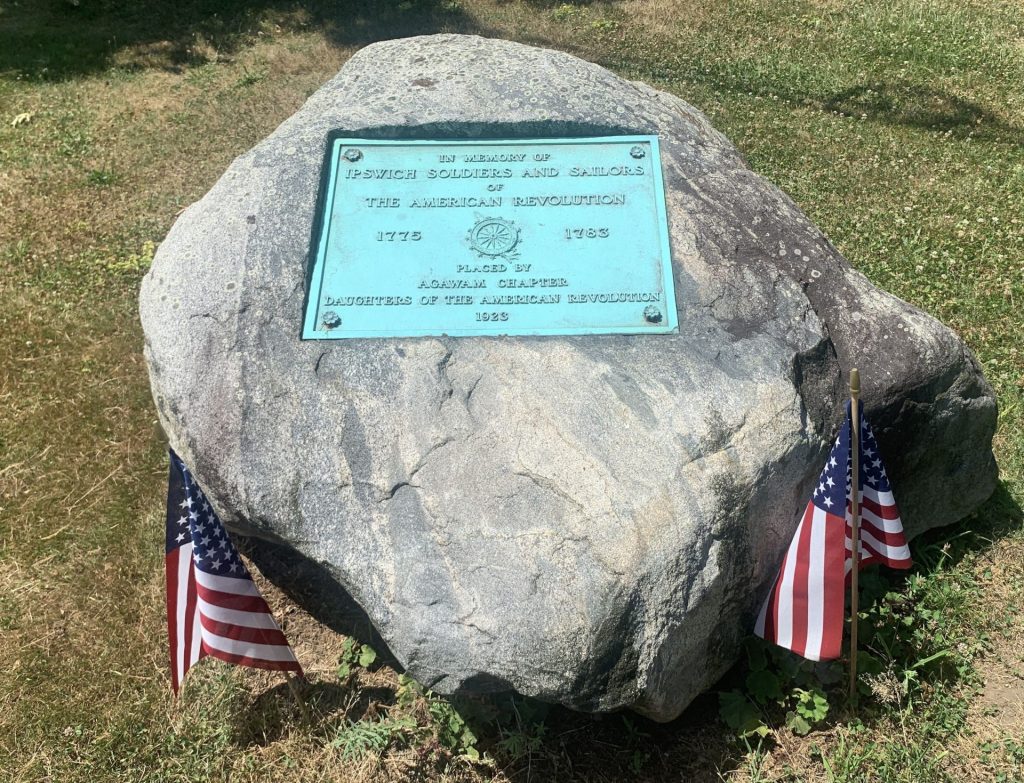 IN MEMORY OF
IPSWICH SOLDIERS AND SAILORS
OF
THE AMERICAN REVOLUTION
1775 1783
PLACED BY
AGAWAM CHAPTER
DAUGHTERS OF THE AMERICAN REVOLUTION
1923